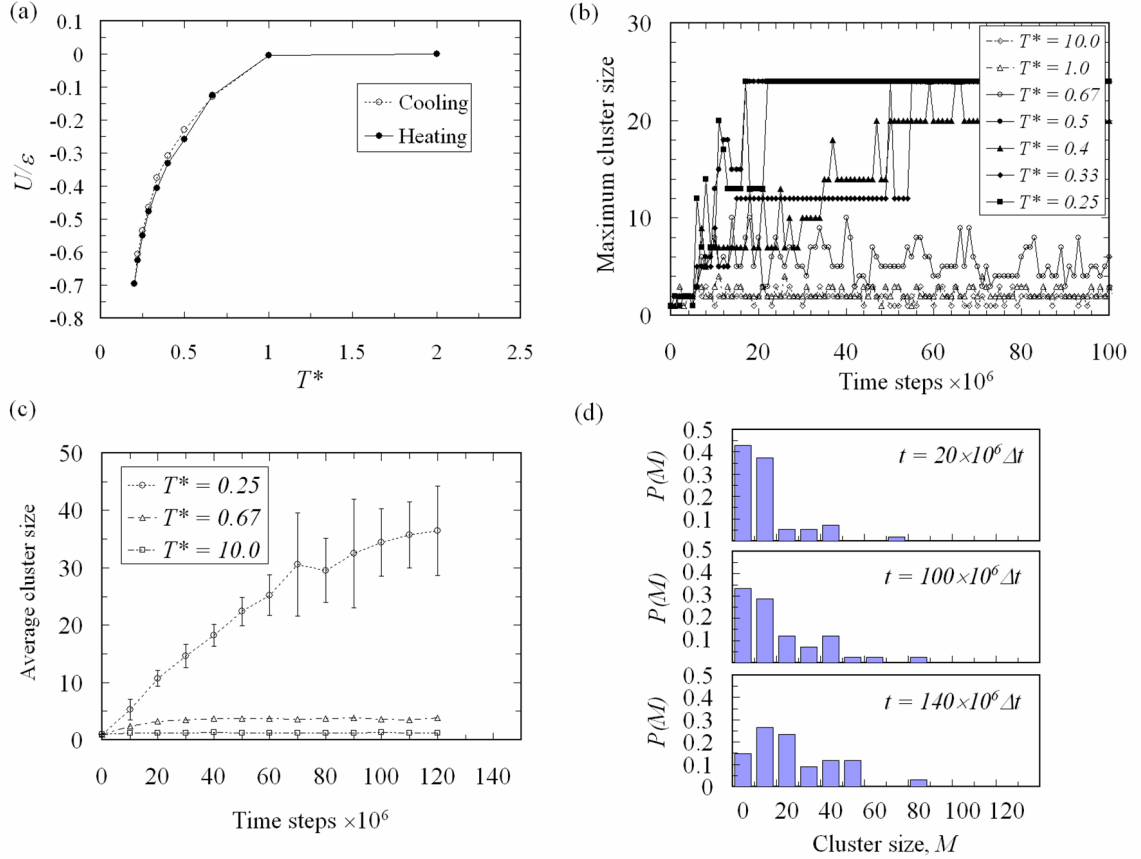 (a)
0.1
0
-0.1
-0.2
-0.3
-0.4
-0.5
-0.6
-0.7
-0.8
U/ε
Cooling
Heating
0 0.5 1 1.5 2 2.5
T*
(b)
30
20
10
0
Maximum cluster size
T* = 10.0
T* = 1.0
T* = 0.67
T* = 0.5
T* = 0.4
T* = 0.33
T* = 0.25
0 20 40 60 80 100
Time steps ×10⁶
(c)
50
40
30
20
10
0
Average cluster size
T* = 0.25
T* = 0.67
T* = 10.0
0 20 40 60 80 100 120 140
Time steps ×10⁶
(d)
0.5
0.4
0.3
0.2
0.1
P(M)
t = 20×10⁶Δt
0.5
0.4
0.3
0.2
0.1
P(M)
t = 100×10⁶Δt
0.5
0.4
0.3
0.2
0.1
0
P(M)
t = 140×10⁶Δt
0 10 20 30 40 60 80 100 120
Cluster size, M